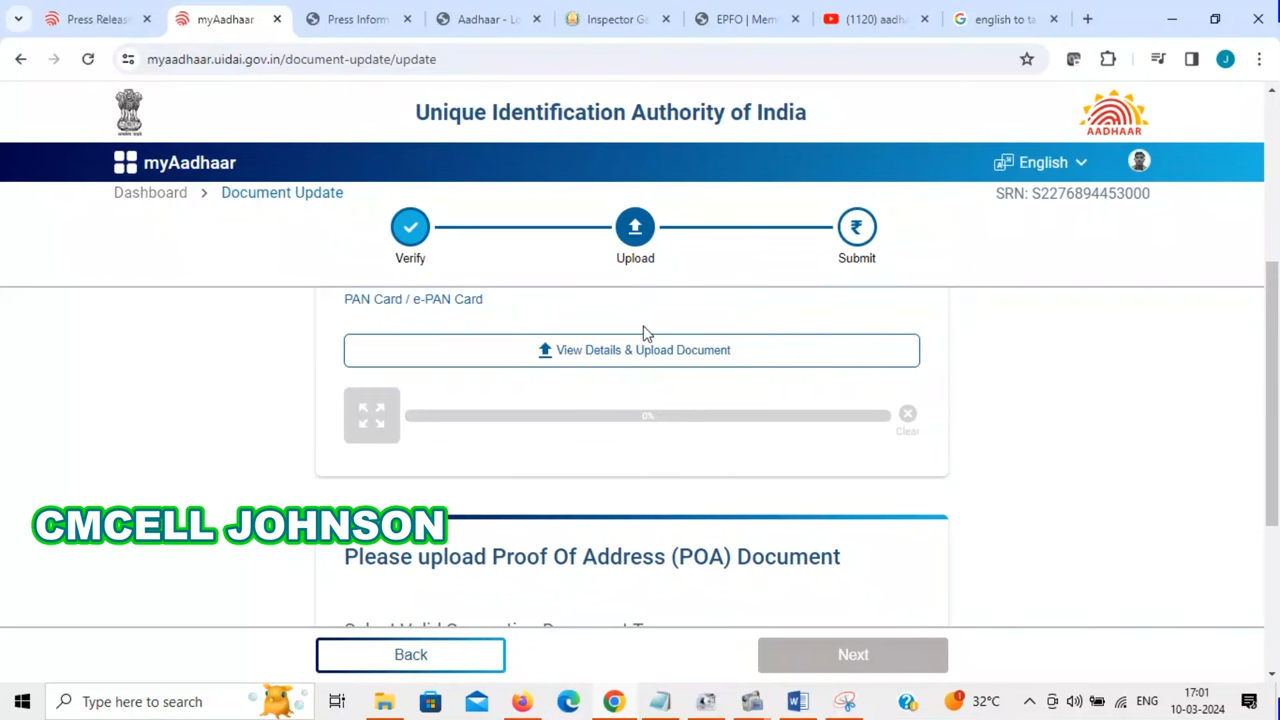 Press Releas
myAadhaar
Press Inform
Aadhaar - Lo
Inspector Ge
EPFO | Mem
(1120) aadh
english to ta
myaadhaar.uidai.gov.in/document-update/update
J
Unique Identification Authority of India
AADHAAR
myAadhaar
English
Dashboard > Document Update
SRN: S2276894453000
Verify
Upload
₹
Submit
PAN Card / e-PAN Card
View Details & Upload Document
0%
Clear
CMCELL JOHNSON
Please upload Proof Of Address (POA) Document
Back
Next
Type here to search
32°C
ENG
17:01
10-03-2024